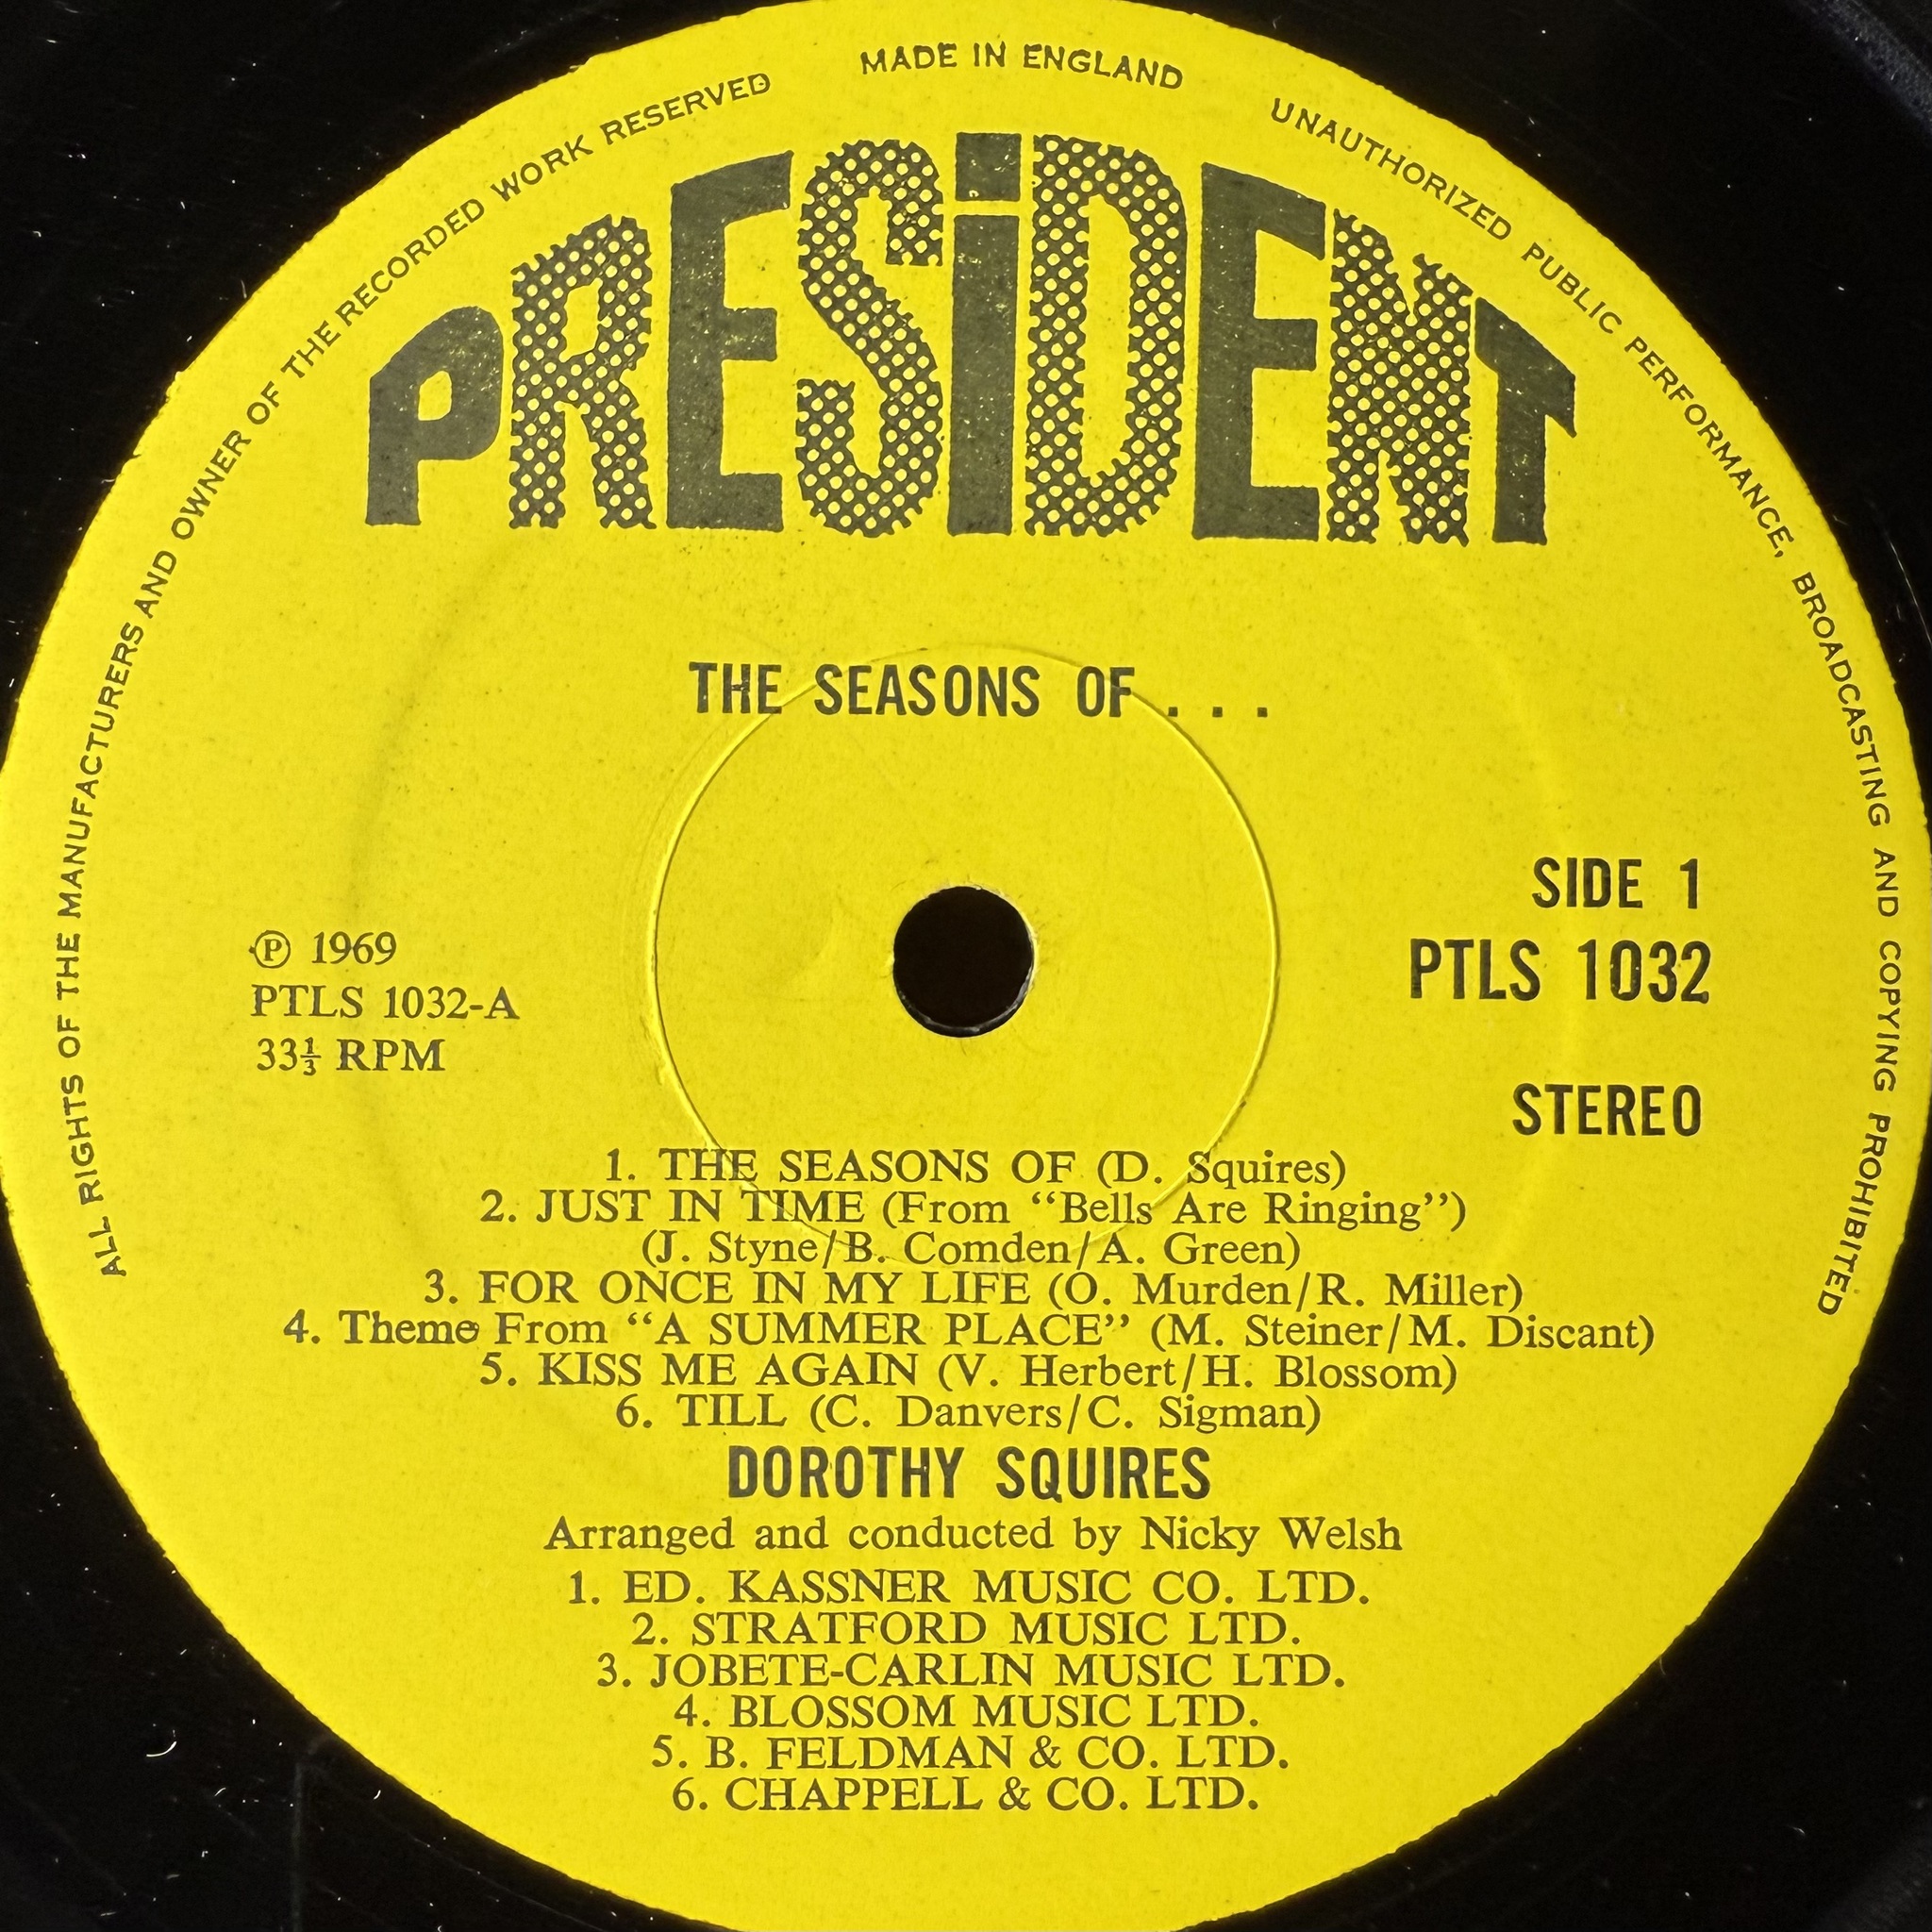 ALL RIGHTS OF THE MANUFACTURERS AND OWNER OF THE RECORDED WORK RESERVED
MADE IN ENGLAND
UNAUTHORIZED PUBLIC PERFORMANCE, BROADCASTING AND COPYING PROHIBITED
PRESiDENT
THE SEASONS OF . . .
SIDE 1
PTLS 1032
STEREO
℗ 1969
PTLS 1032-A
33⅓ RPM
1. THE SEASONS OF (D. Squires)
2. JUST IN TIME (From “Bells Are Ringing”)
(J. Styne/B. Comden/A. Green)
3. FOR ONCE IN MY LIFE (O. Murden/R. Miller)
4. Theme From “A SUMMER PLACE” (M. Steiner/M. Discant)
5. KISS ME AGAIN (V. Herbert/H. Blossom)
6. TILL (C. Danvers/C. Sigman)
DOROTHY SQUIRES
Arranged and conducted by Nicky Welsh
1. ED. KASSNER MUSIC CO. LTD.
2. STRATFORD MUSIC LTD.
3. JOBETE-CARLIN MUSIC LTD.
4. BLOSSOM MUSIC LTD.
5. B. FELDMAN & CO. LTD.
6. CHAPPELL & CO. LTD.